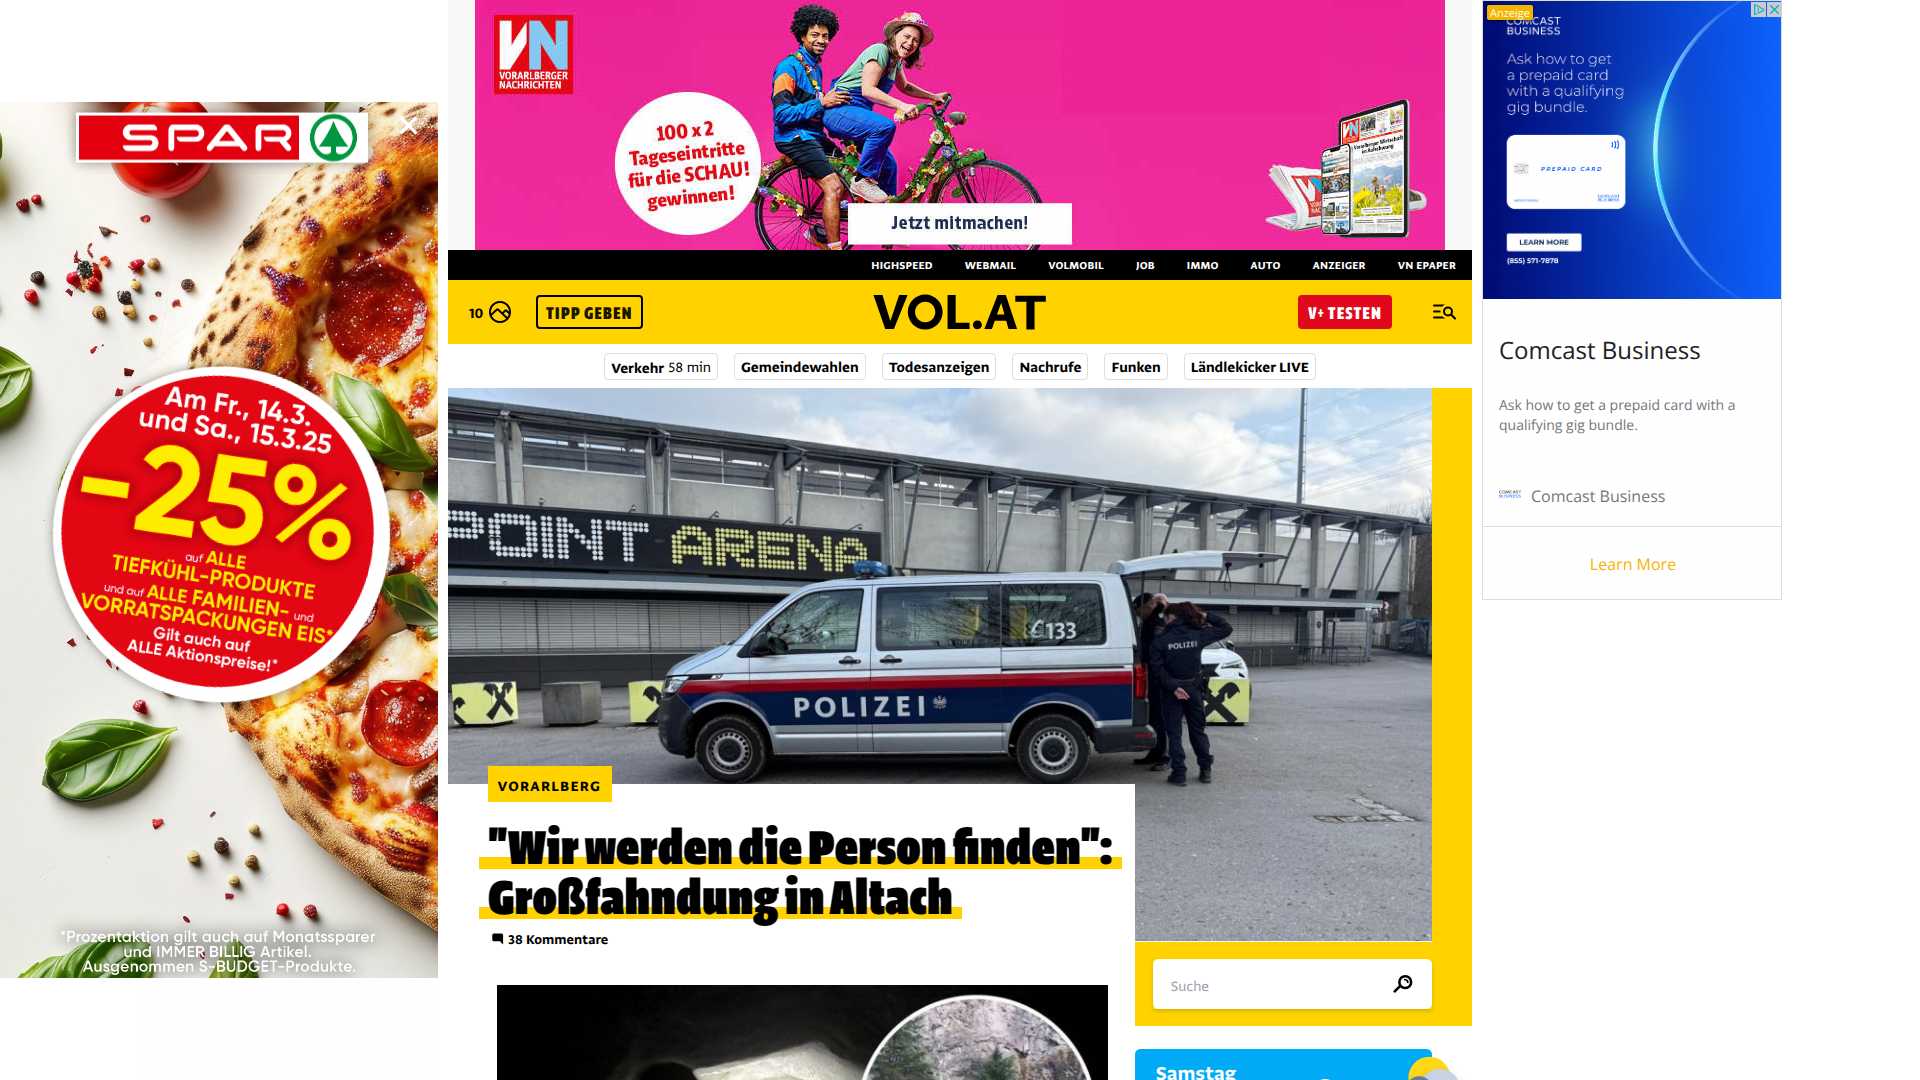 VN
VORARLBERGER
NACHRICHTEN
100 x 2
Tageseintritte
für die SCHAU!
gewinnen!
Jetzt mitmachen!
Anzeige
COMCAST
BUSINESS
Ask how to get
a prepaid card
with a qualifying
gig bundle.
PREPAID CARD
LEARN MORE
(855) 571-7878
Comcast Business
Ask how to get a prepaid card with a
qualifying gig bundle.
Comcast Business
Learn More
SPAR
Am Fr., 14.3.
und Sa., 15.3.25
-25%
auf ALLE
TIEFKÜHL-PRODUKTE
und auf ALLE FAMILIEN- und
VORRATSPACKUNGEN EIS*
Gilt auch auf
ALLE Aktionspreise!*
*Prozentaktion gilt auch auf Monatssparer
und IMMER BILLIG Artikel.
Ausgenommen S-BUDGET-Produkte.
HIGHSPEED WEBMAIL VOLMOBIL JOB IMMO AUTO ANZEIGER VN EPAPER
10 TIPP GEBEN VOL.AT V+ TESTEN
Verkehr 58 min Gemeindewahlen Todesanzeigen Nachrufe Funken Ländlekicker LIVE
POINT ARENA
133
POLIZEI
POLIZEI
VORARLBERG
"Wir werden die Person finden":
Großfahndung in Altach
38 Kommentare
Suche
Samstag